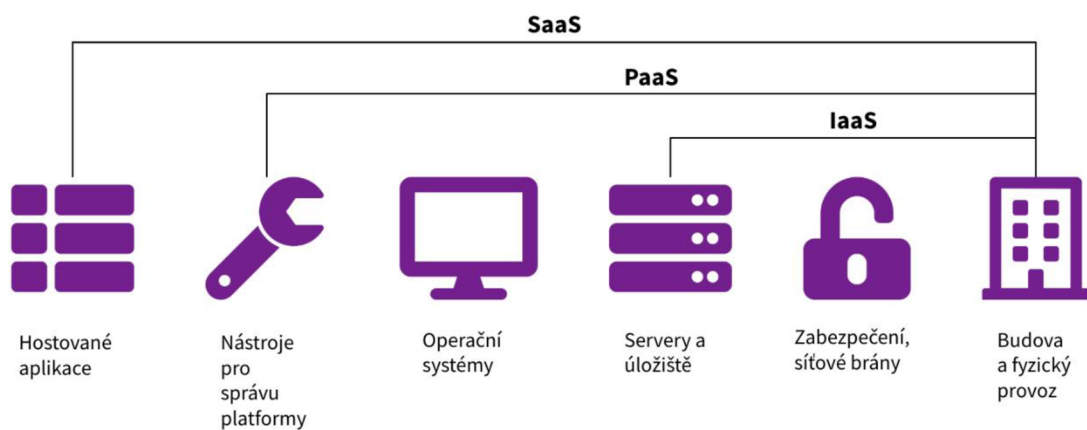 SaaS
PaaS
IaaS
Hostované
aplikace
Nástroje
pro
správu
platformy
Operační
systémy
Servery a
úložiště
Zabezpečení,
síťové brány
Budova
a fyzický
provoz